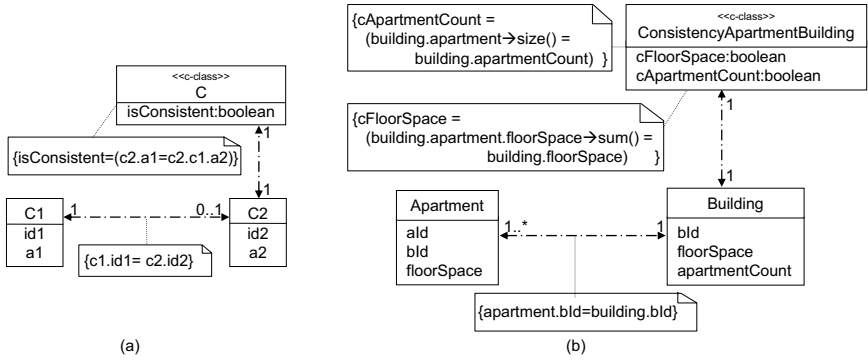 <<c-class>>
C
isConsistent:boolean
{isConsistent=(c2.a1=c2.c1.a2)}
1
1
C1
id1
a1
1
0..1
C2
id2
a2
{c1.id1= c2.id2}
(a)
{cApartmentCount =
(building.apartment→size() =
building.apartmentCount) }
<<c-class>>
ConsistencyApartmentBuilding
cFloorSpace:boolean
cApartmentCount:boolean
{cFloorSpace =
(building.apartment.floorSpace→sum() =
building.floorSpace) }
1
1
Apartment
aId
bId
floorSpace
1..*
1
Building
bId
floorSpace
apartmentCount
{apartment.bId=building.bId}
(b)